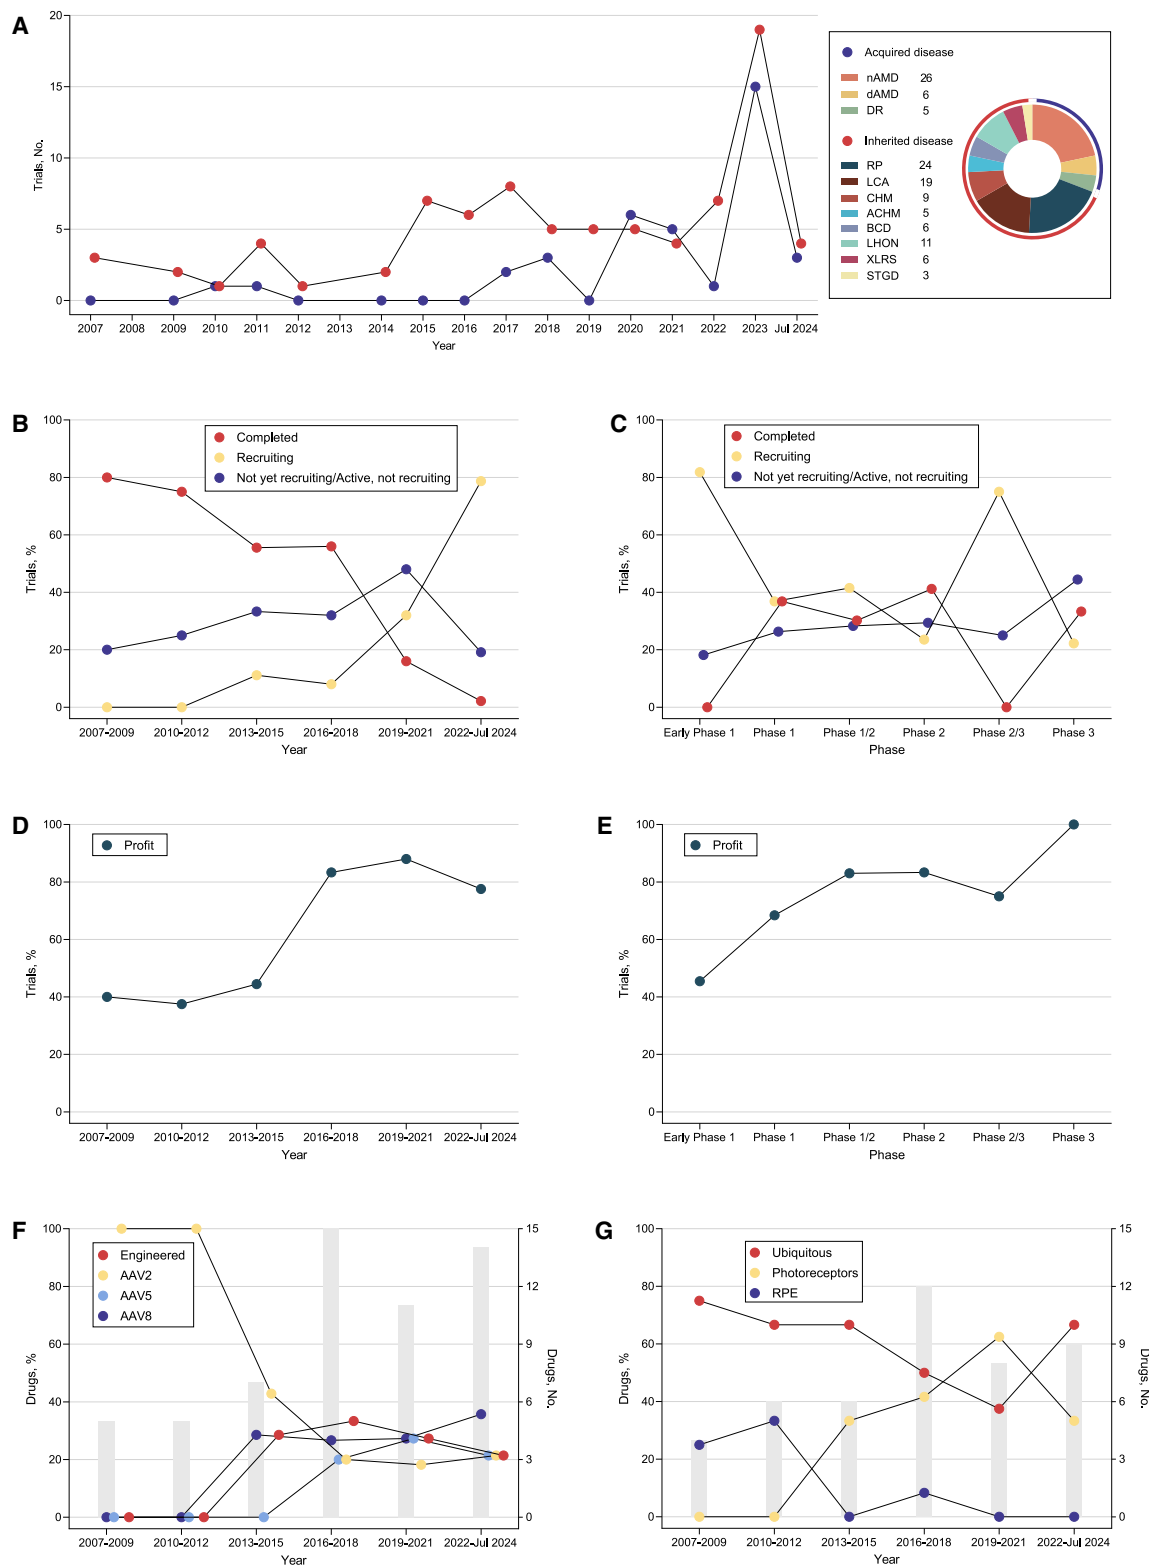 A
20
15
10
5
0
Trials, No.
2007 2008 2009 2010 2011 2012 2013 2014 2015 2016 2017 2018 2019 2020 2021 2022 2023 Jul 2024
Year
Acquired disease
nAMD 26
dAMD 6
DR 5
Inherited disease
RP 24
LCA 19
CHM 9
ACHM 5
BCD 6
LHON 11
XLRS 6
STGD 3
B
100
80
60
40
20
0
Trials, %
Completed
Recruiting
Not yet recruiting/Active, not recruiting
2007-2009 2010-2012 2013-2015 2016-2018 2019-2021 2022-Jul 2024
Year
C
100
80
60
40
20
0
Trials, %
Completed
Recruiting
Not yet recruiting/Active, not recruiting
Early Phase 1 Phase 1 Phase 1/2 Phase 2 Phase 2/3 Phase 3
Phase
D
100
80
60
40
20
0
Trials, %
Profit
2007-2009 2010-2012 2013-2015 2016-2018 2019-2021 2022-Jul 2024
Year
E
100
80
60
40
20
0
Trials, %
Profit
Early Phase 1 Phase 1 Phase 1/2 Phase 2 Phase 2/3 Phase 3
Phase
F
100
80
60
40
20
0
Drugs, %
Engineered
AAV2
AAV5
AAV8
15
12
9
6
3
0
Drugs, No.
2007-2009 2010-2012 2013-2015 2016-2018 2019-2021 2022-Jul 2024
Year
G
100
80
60
40
20
0
Drugs, %
Ubiquitous
Photoreceptors
RPE
15
12
9
6
3
0
Drugs, No.
2007-2009 2010-2012 2013-2015 2016-2018 2019-2021 2022-Jul 2024
Year